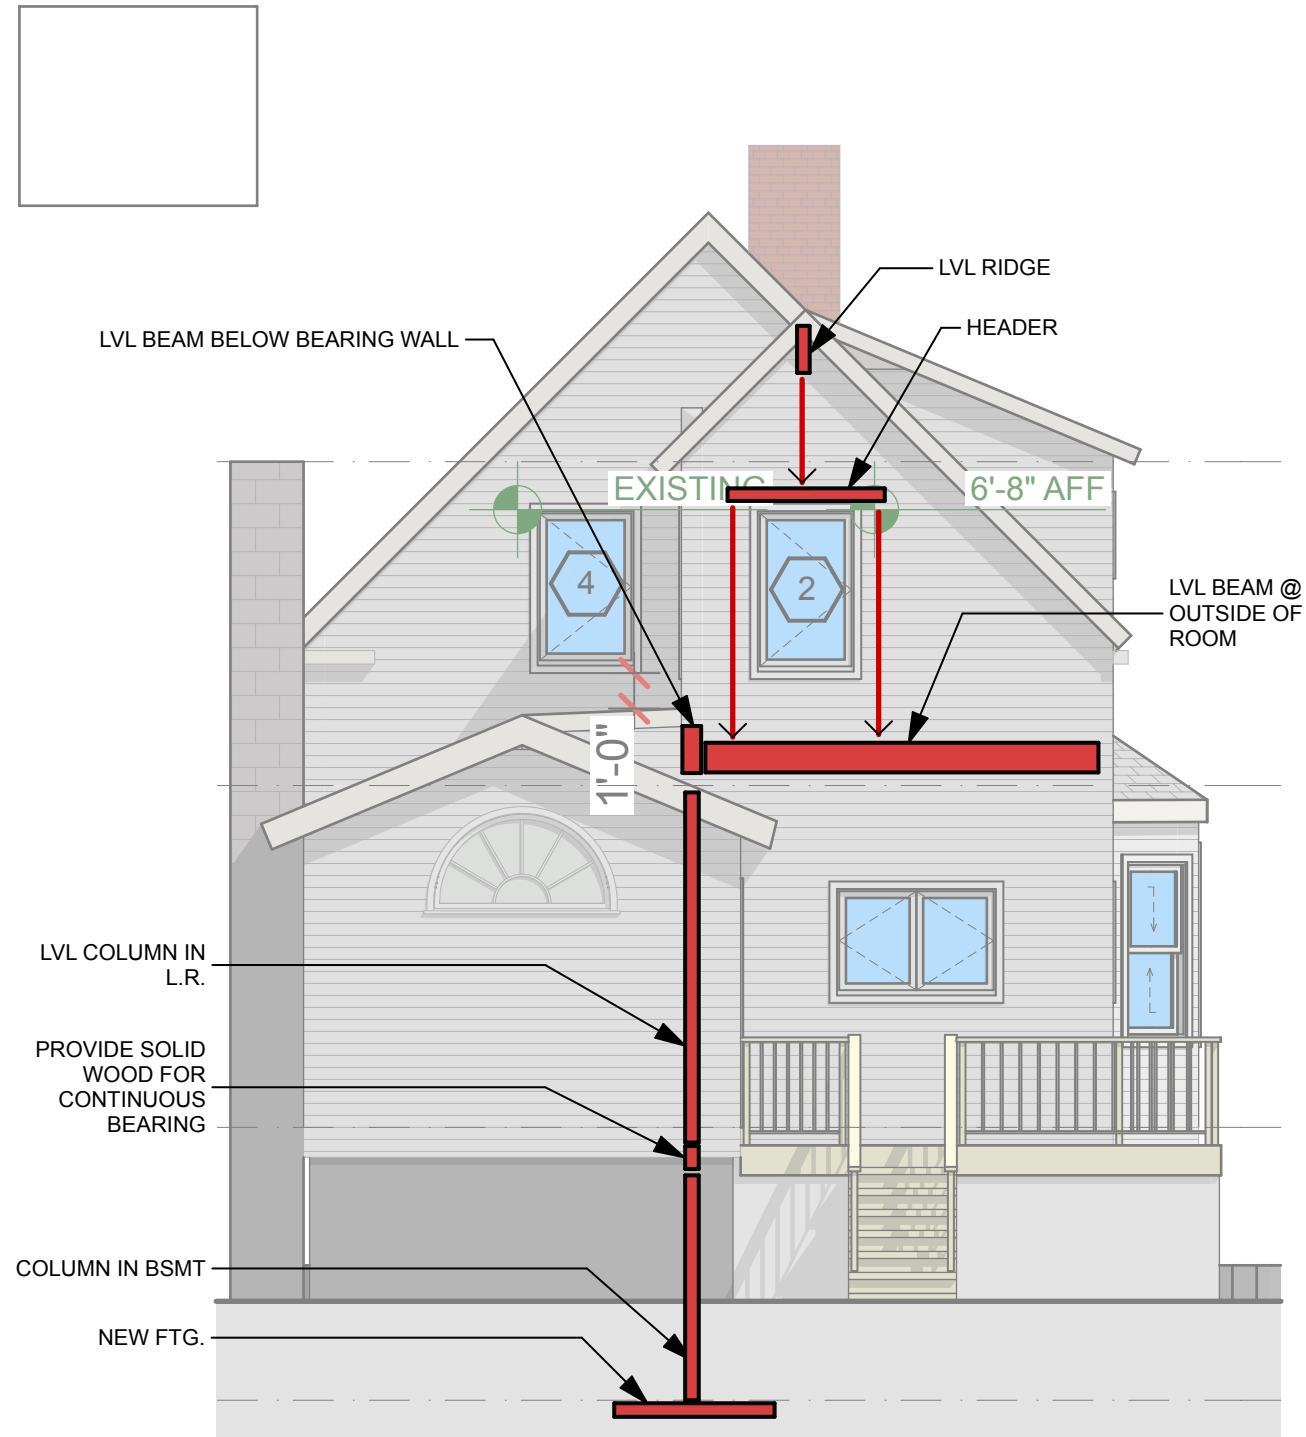 LVL RIDGE
HEADER
LVL BEAM BELOW BEARING WALL
EXISTING
6'-8" AFF
4
2
LVL BEAM @
OUTSIDE OF
ROOM
1'-0"
LVL COLUMN IN
L.R.
PROVIDE SOLID
WOOD FOR
CONTINUOUS
BEARING
COLUMN IN BSMT
NEW FTG.